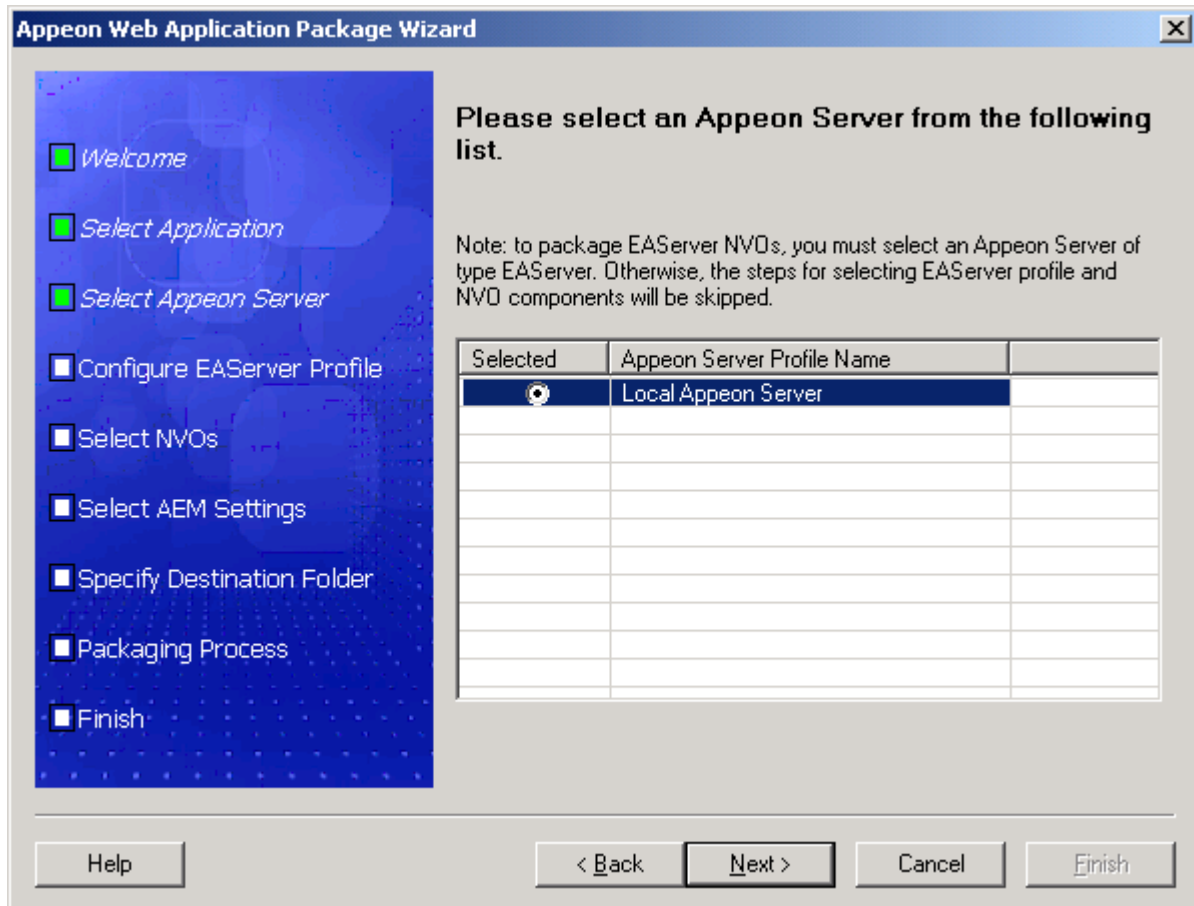 Appeon Web Application Package Wizard
Welcome
Select Application
Select Appeon Server
Configure EAServer Profile
Select NVOs
Select AEM Settings
Specify Destination Folder
Packaging Process
Finish
Please select an Appeon Server from the following
list.
Note: to package EAServer NVOs, you must select an Appeon Server of
type EAServer. Otherwise, the steps for selecting EAServer profile and
NVO components will be skipped.
Selected Appeon Server Profile Name
Local Appeon Server
Help < Back Next > Cancel Finish